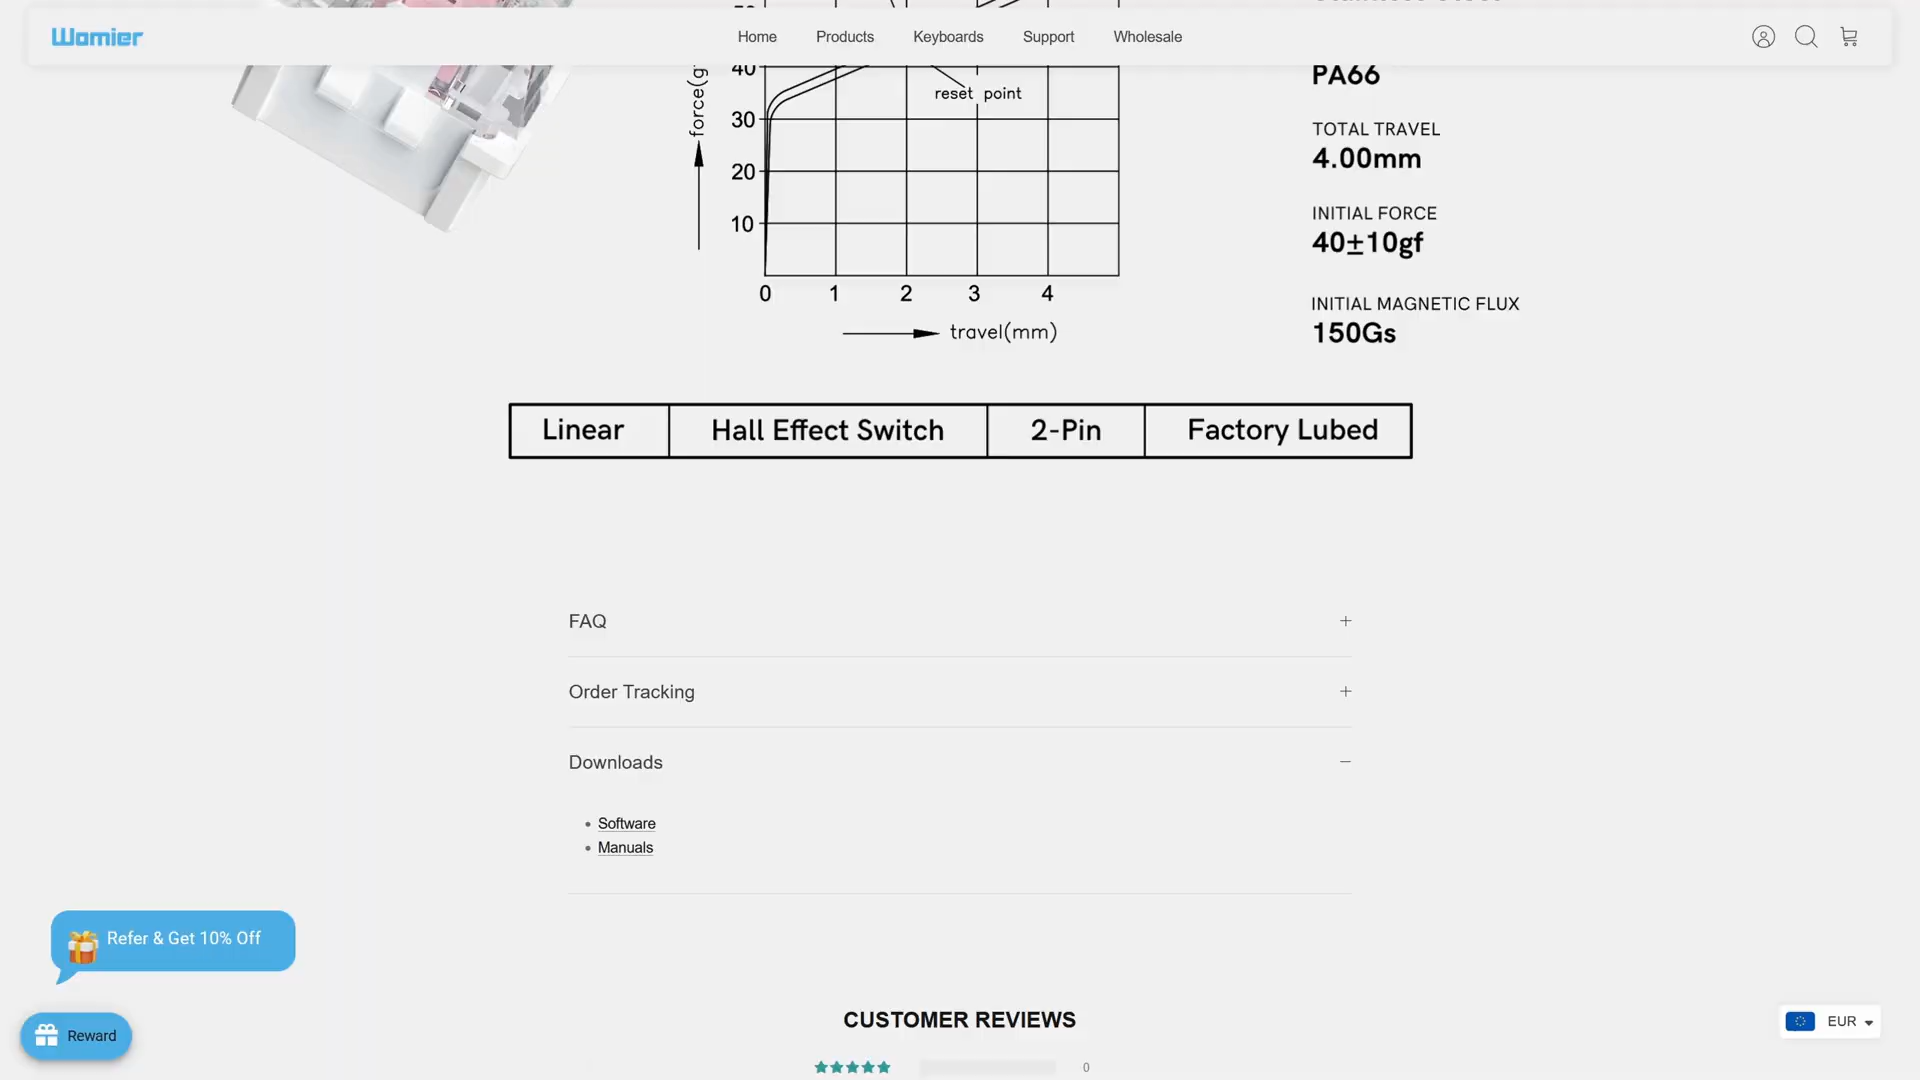 Womier
Home
Products
Keyboards
Support
Wholesale
PA66
TOTAL TRAVEL
4.00mm
INITIAL FORCE
40±10gf
INITIAL MAGNETIC FLUX
150Gs
force(g
40
30
20
10
reset point
0 1 2 3 4
travel(mm)
Linear
Hall Effect Switch
2-Pin
Factory Lubed
FAQ
Order Tracking
Downloads
Software
Manuals
Refer & Get 10% Off
Reward
CUSTOMER REVIEWS
0
EUR